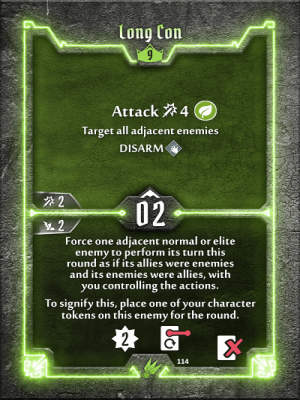 Long Con
9
Attack 4
Target all adjacent enemies
DISARM
2
02
2
Force one adjacent normal or elite
enemy to perform its turn this
round as if its allies were enemies
and its enemies were allies, with
you controlling the actions.
To signify this, place one of your character
tokens on this enemy for the round.
2
114